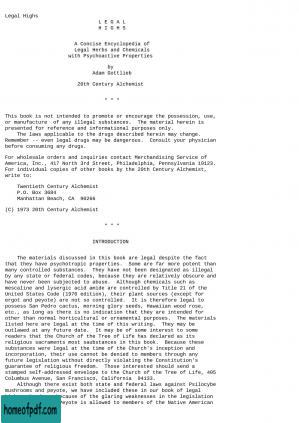 Legal Highs
L E G A L
H I G H S
A Concise Encyclopedia of
Legal Herbs and Chemicals
with Psychoactive Properties
by
Adam Gottlieb
20th Century Alchemist
* * *
This book is not intended to promote or encourage the possession, use,
or manufacture of any illegal substances. The material herein is
presented for reference and informational purposes only.
The laws applicable to the drugs described herein may change.
Remember -- even legal drugs may be dangerous. Consult your physician
before consuming any drugs.
For wholesale orders and inquiries contact Merchandising Service of
America, Inc., 417 North 3rd Street, Philadelphia, Pennsylvania 19123.
For individual copies of other books by the 20th Century Alchemist,
write to:
Twentieth Century Alchemist
P.O. Box 3684
Manhattan Beach, CA 90266
(C) 1973 20th Century Alchemist
* * *
INTRODUCTION
The materials discussed in this book are legal despite the fact
that they have psychotropic properties. Some are far more potent than
many controlled substances. They have not been designated as illegal
by any state or federal codes, because they are relatively obscure and
have never been subjected to abuse. Although chemicals such as
mescaline and lysergic acid amide are controlled by Title 21 of the
United States Code (1970 edition), their plant sources (except for
ergot and peyote) are not so controlled. It is therefore legal to
possess San Pedro cactus, morning glory seeds, Hawaiian wood rose,
etc., as long as there is no indication that they are intended for
other than normal horticultural or ornamental purposes. The materials
listed here are legal at the time of this writing. They may be
outlawed at any future date. It may be of some interest to some
readers that the Church of the Tree of Life has declared as its
religious sacraments most substances in this book. Because these
substances were legal at the time of the Church's inception and
incorporation, their use cannot be denied to members through any
future legislation without directly violating the Constitution's
guarantee of religious freedom. Those interested should send a
stamped self-addressed envelope to the Church of the Tree of Life, 405
Columbus Avenue, San Francisco, California 94133.
Although there exist both state and federal laws against Psilocybe
mushrooms and peyote, we have included these in our book of legal
cause of the glaring weaknesses in the legislation
Peyote is allowed to members of the Native American
homeofpdf.com